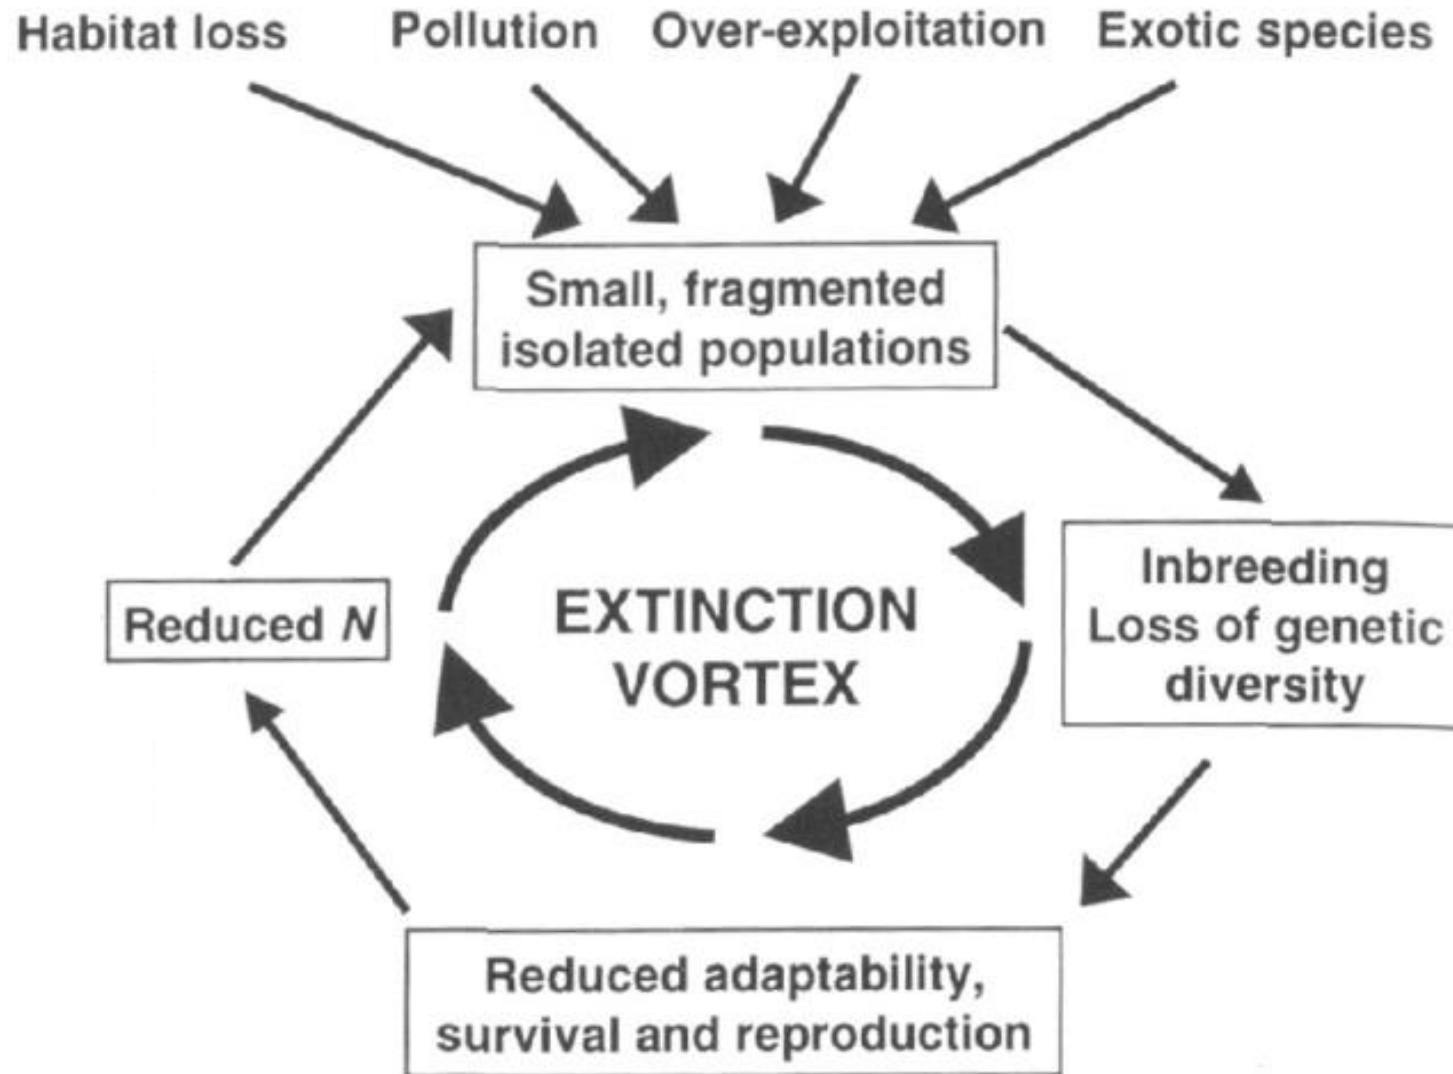 Habitat loss Pollution Over-exploitation Exotic species
Small, fragmented
isolated populations
Inbreeding
Loss of genetic
diversity
EXTINCTION
VORTEX
Reduced N
Reduced adaptability,
survival and reproduction